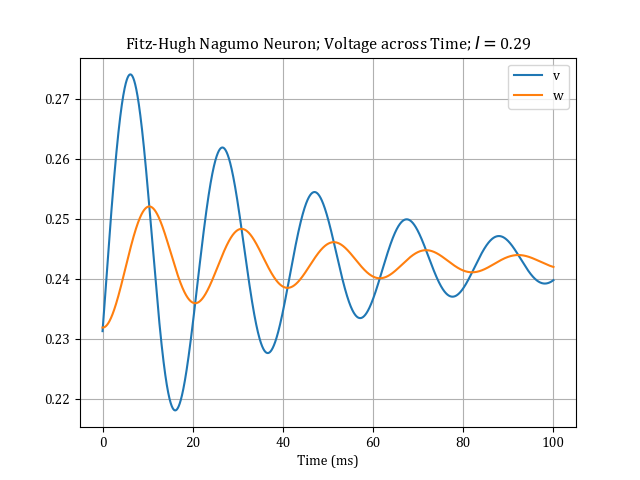 Fitz-Hugh Nagumo Neuron; Voltage across Time; I = 0.29
v
w
0.27
0.26
0.25
0.24
0.23
0.22
0 20 40 60 80 100
Time (ms)